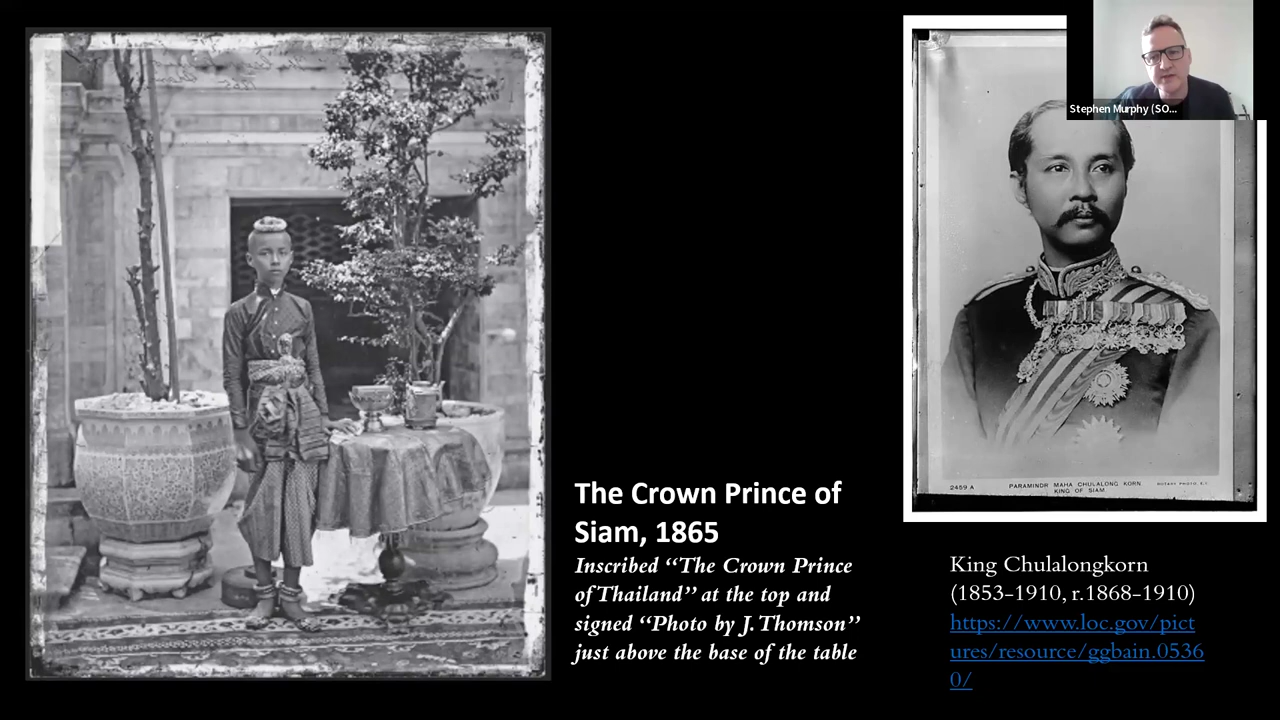 Stephen Murphy (SO...
The Crown Prince of
Siam, 1865
Inscribed “The Crown Prince
of Thailand” at the top and
signed “Photo by J. Thomson”
just above the base of the table
2459 A
PARAMINDR MAHA CHULALONG KORN
KING OF SIAM
ROTARY PHOTO, E.C.
King Chulalongkorn
(1853-1910, r.1868-1910)
https://www.loc.gov/pict
ures/resource/ggbain.0536
0/